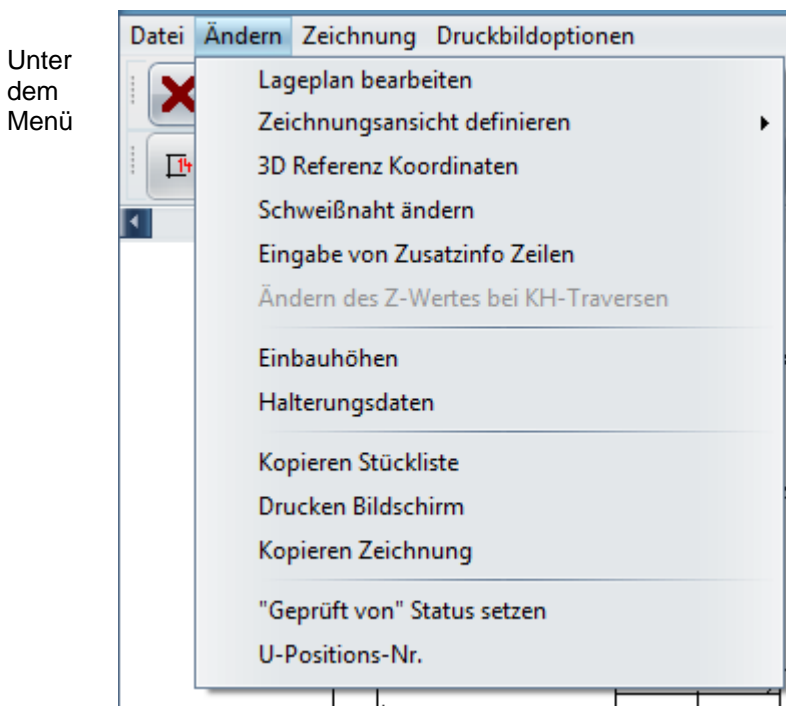 Unter
dem
Menü
Datei Ändern Zeichnung Druckbildoptionen
14
Lageplan bearbeiten
Zeichnungsansicht definieren
3D Referenz Koordinaten
Schweißnaht ändern
Eingabe von Zusatzinfo Zeilen
Ändern des Z-Wertes bei KH-Traversen
Einbauhöhen
Halterungsdaten
Kopieren Stückliste
Drucken Bildschirm
Kopieren Zeichnung
"Geprüft von" Status setzen
U-Positions-Nr.